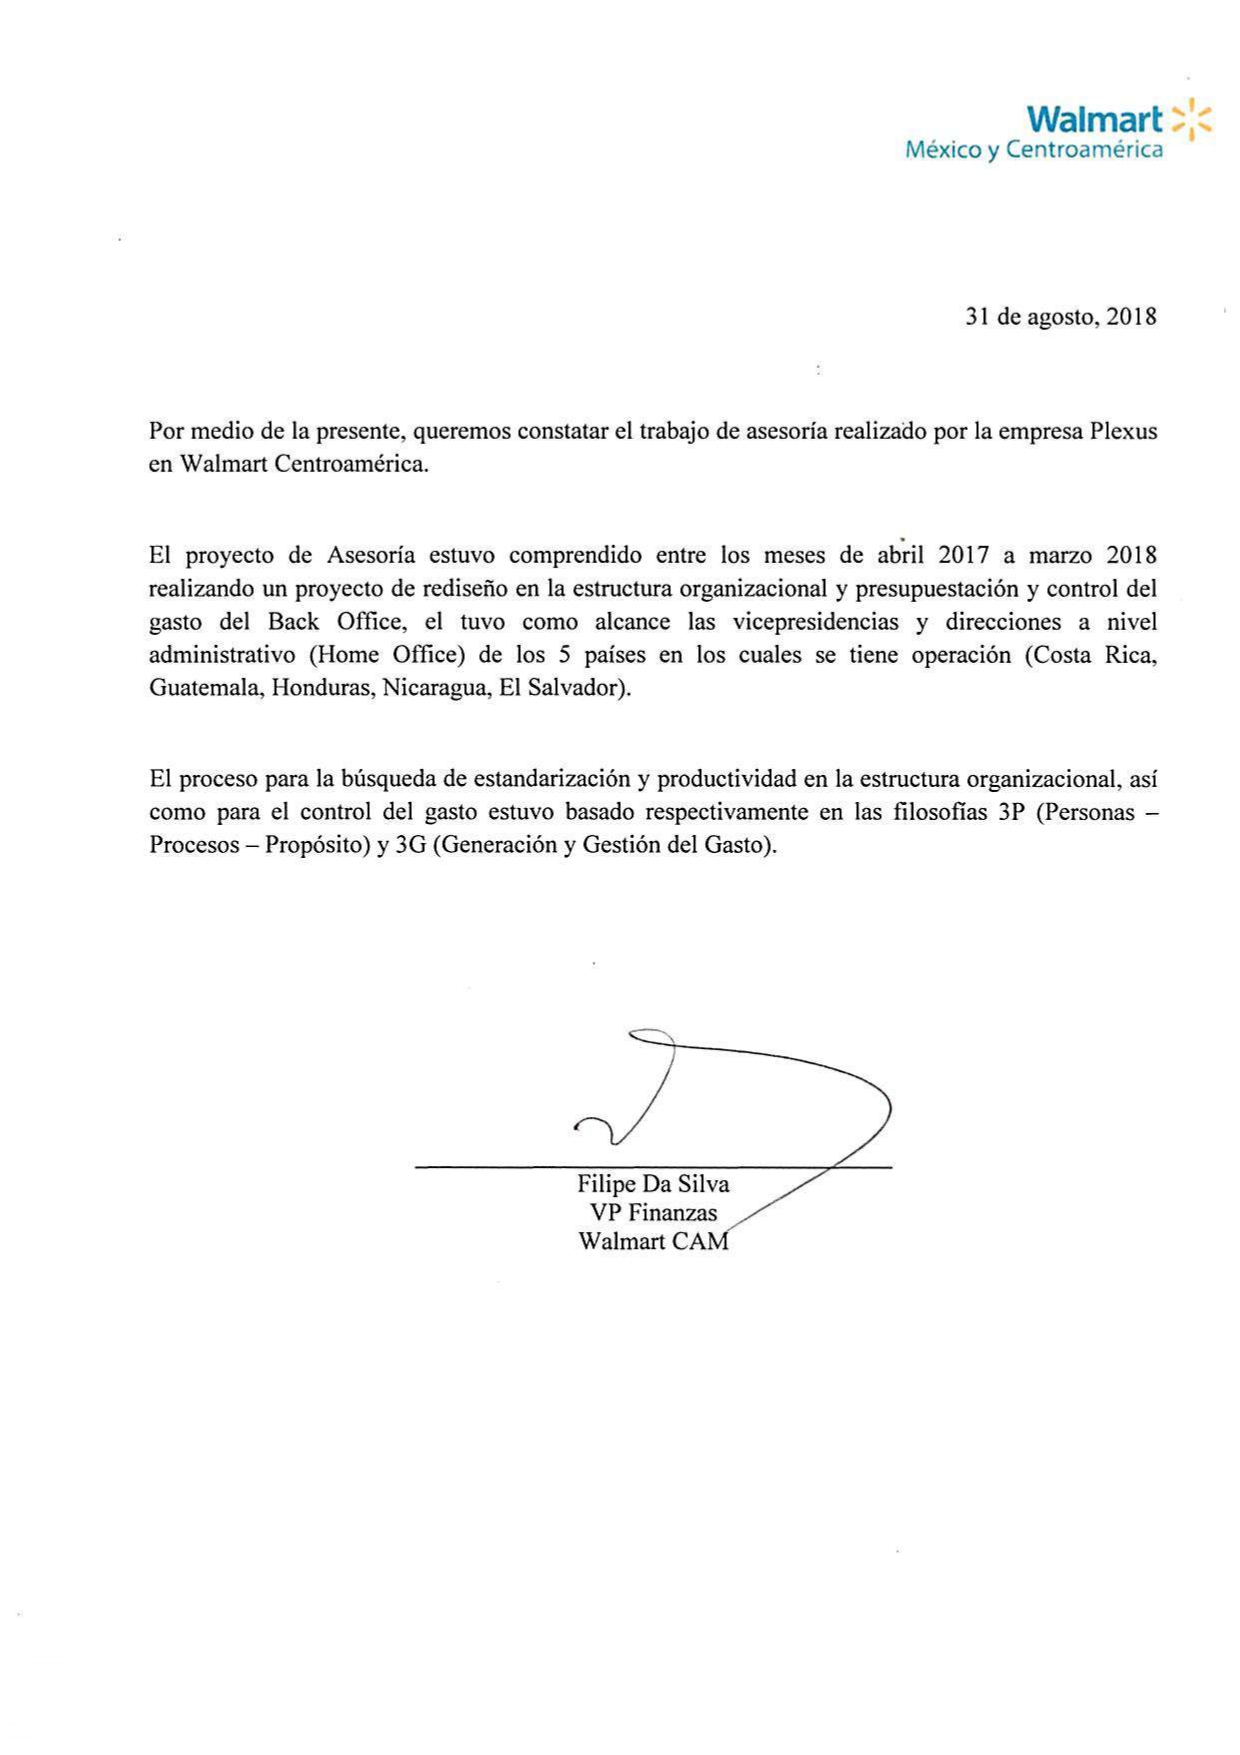 Walmart
México y Centroamérica
31 de agosto, 2018
Por medio de la presente, queremos constatar el trabajo de asesoría realizado por la empresa Plexus
en Walmart Centroamérica.
El proyecto de Asesoría estuvo comprendido entre los meses de abril 2017 a marzo 2018
realizando un proyecto de rediseño en la estructura organizacional y presupuestación y control del
gasto del Back Office, el tuvo como alcance las vicepresidencias y direcciones a nivel
administrativo (Home Office) de los 5 países en los cuales se tiene operación (Costa Rica,
Guatemala, Honduras, Nicaragua, El Salvador).
El proceso para la búsqueda de estandarización y productividad en la estructura organizacional, así
como para el control del gasto estuvo basado respectivamente en las filosofías 3P (Personas –
Procesos – Propósito) y 3G (Generación y Gestión del Gasto).
Filipe Da Silva
VP Finanzas
Walmart CAM